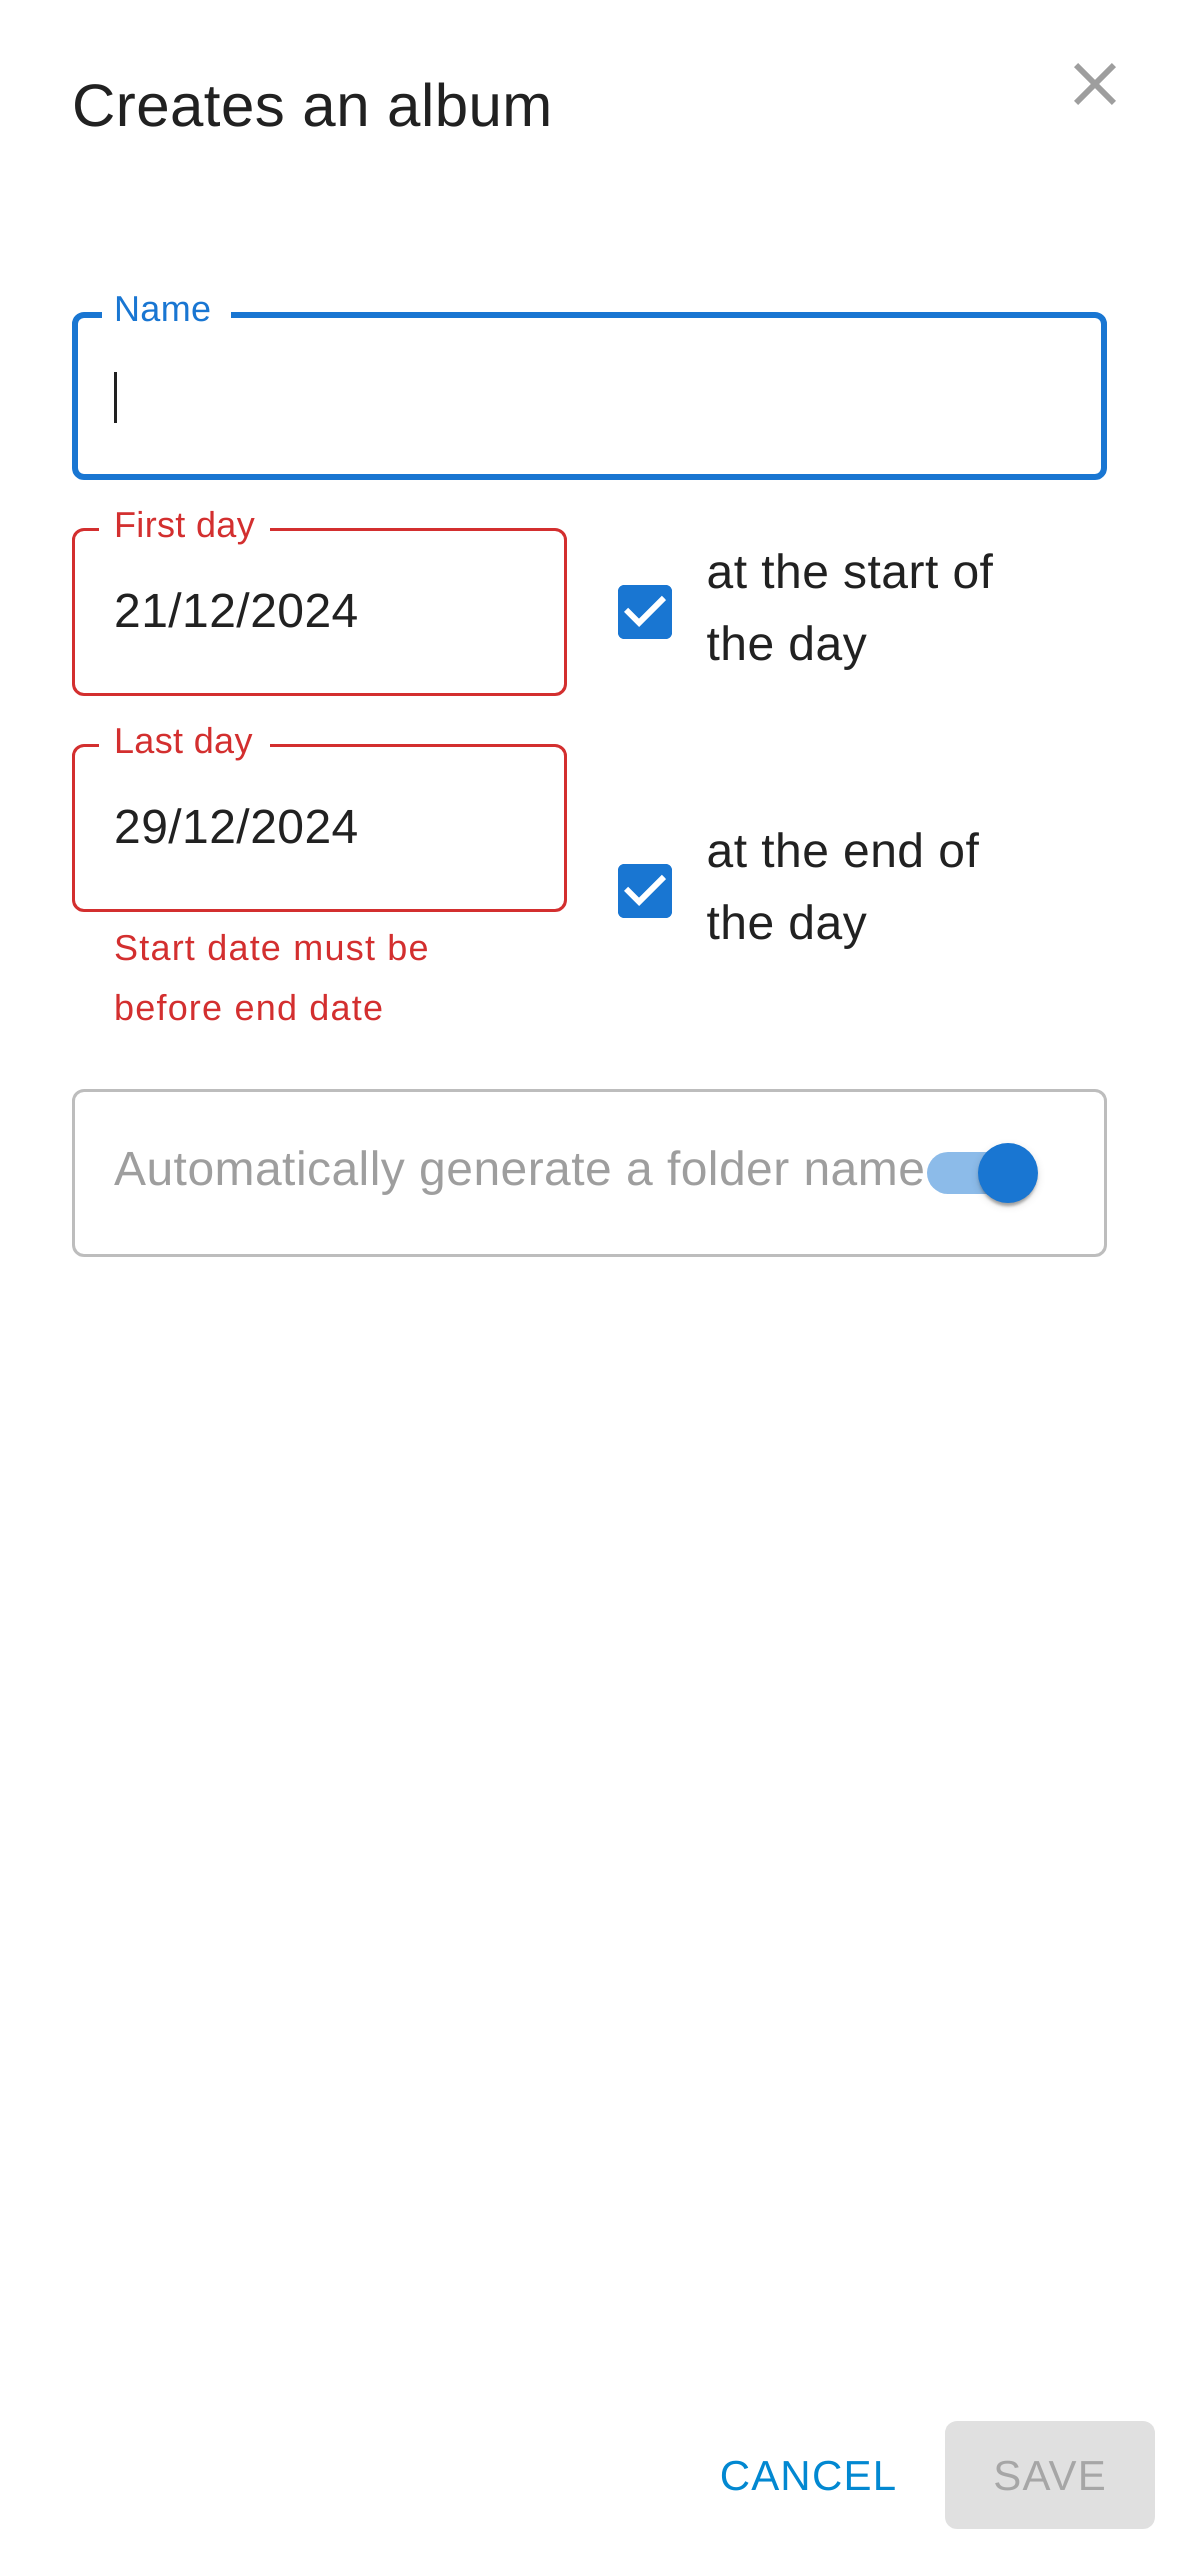 Creates an album
Name
First day
21/12/2024
at the start of
the day
Last day
29/12/2024
at the end of
the day
Start date must be
before end date
Automatically generate a folder name
CANCEL
SAVE